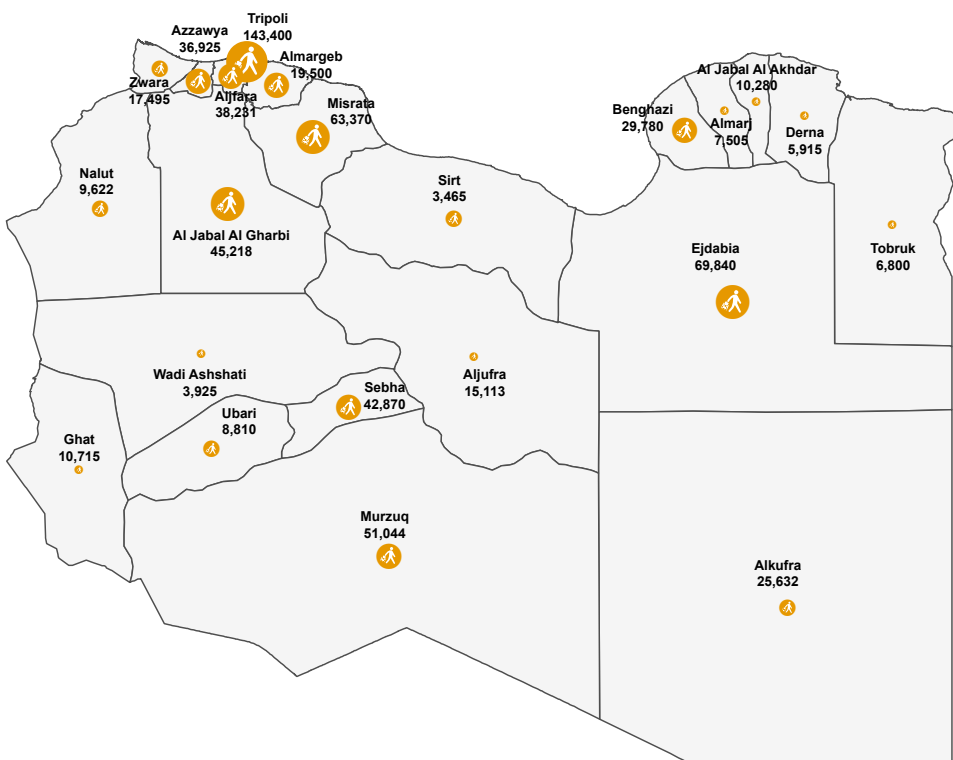 Tripoli
143,400
Azzawya
36,925
Almargeb
19,500
Zwara
17,495
Aljfara
38,231
Misrata
63,370
Al Jabal Al Akhdar
10,280
Benghazi
29,780
Almarj
7,505
Derna
5,915
Nalut
9,622
Sirt
3,465
Al Jabal Al Gharbi
45,218
Ejdabia
69,840
Tobruk
6,800
Wadi Ashshati
3,925
Sebha
42,870
Aljufra
15,113
Ubari
8,810
Ghat
10,715
Murzuq
51,044
Alkufra
25,632